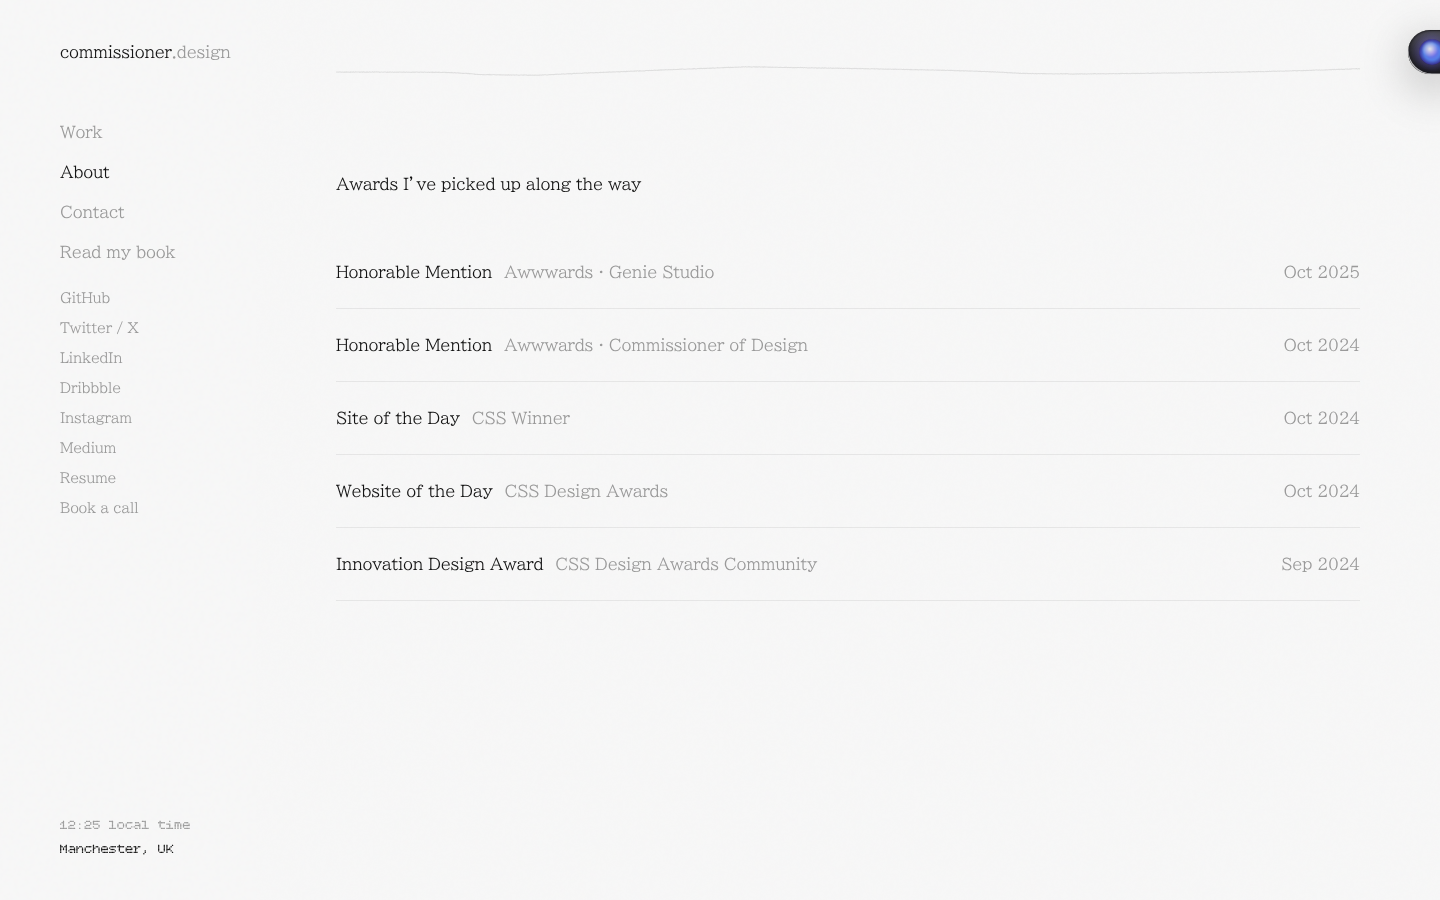 commissioner.design
Work
About
Contact
Read my book
GitHub
Twitter / X
LinkedIn
Dribbble
Instagram
Medium
Resume
Book a call
12:25 local time
Manchester, UK
Awards I’ve picked up along the way
Honorable Mention Awwwards · Genie Studio Oct 2025
Honorable Mention Awwwards · Commissioner of Design Oct 2024
Site of the Day CSS Winner Oct 2024
Website of the Day CSS Design Awards Oct 2024
Innovation Design Award CSS Design Awards Community Sep 2024